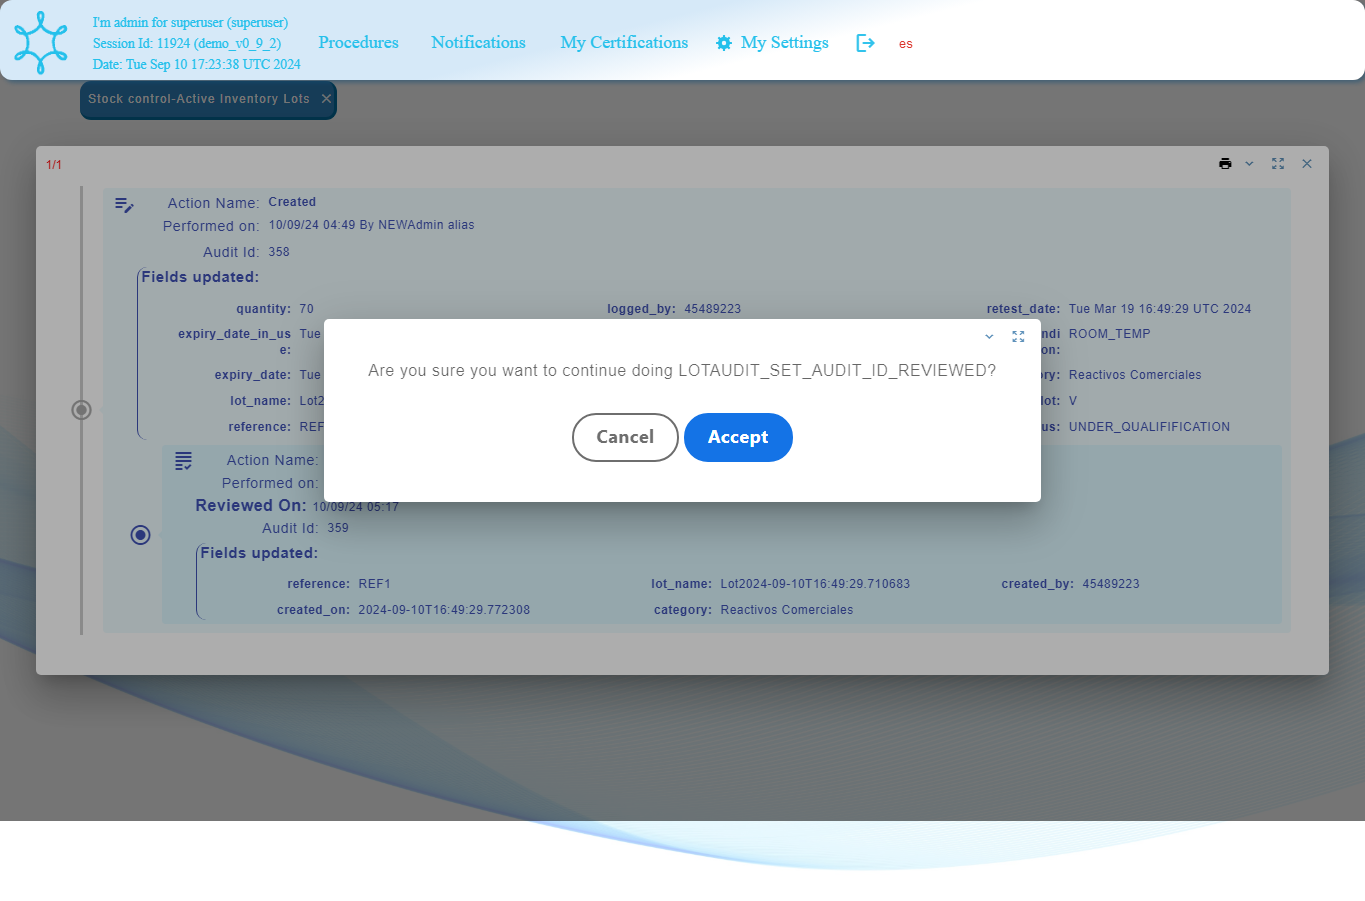 I'm admin for superuser (superuser)
Session Id: 11924 (demo_v0_9_2)
Date: Tue Sep 10 17:23:38 UTC 2024
Procedures Notifications My Certifications My Settings es
Stock control-Active Inventory Lots
1/1
Action Name: Created
Performed on: 10/09/24 04:49 By NEWAdmin alias
Audit Id: 358
Fields updated:
quantity: 70 logged_by: 45489223 retest_date: Tue Mar 19 16:49:29 UTC 2024
expiry_date_in_us Tue ndi ROOM_TEMP
e: on:
expiry_date: Tue ry: Reactivos Comerciales
lot_name: Lot2 lot: V
reference: REF us: UNDER_QUALIFIFICATION
Are you sure you want to continue doing LOTAUDIT_SET_AUDIT_ID_REVIEWED?
Cancel Accept
Action Name:
Performed on:
Reviewed On: 10/09/24 05:17
Audit Id: 359
Fields updated:
reference: REF1 lot_name: Lot2024-09-10T16:49:29.710683 created_by: 45489223
created_on: 2024-09-10T16:49:29.772308 category: Reactivos Comerciales